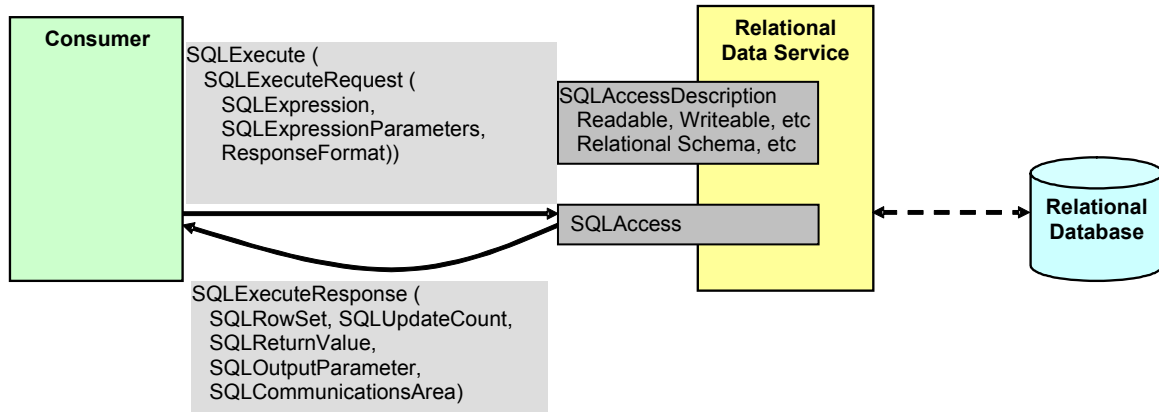 Consumer
SQLExecute (
SQLExecuteRequest (
SQLExpression,
SQLExpressionParameters,
ResponseFormat))
Relational
Data Service
SQLAccessDescription
Readable, Writeable, etc
Relational Schema, etc
SQLAccess
Relational
Database
SQLExecuteResponse (
SQLRowSet, SQLUpdateCount,
SQLReturnValue,
SQLOutputParameter,
SQLCommunicationsArea)